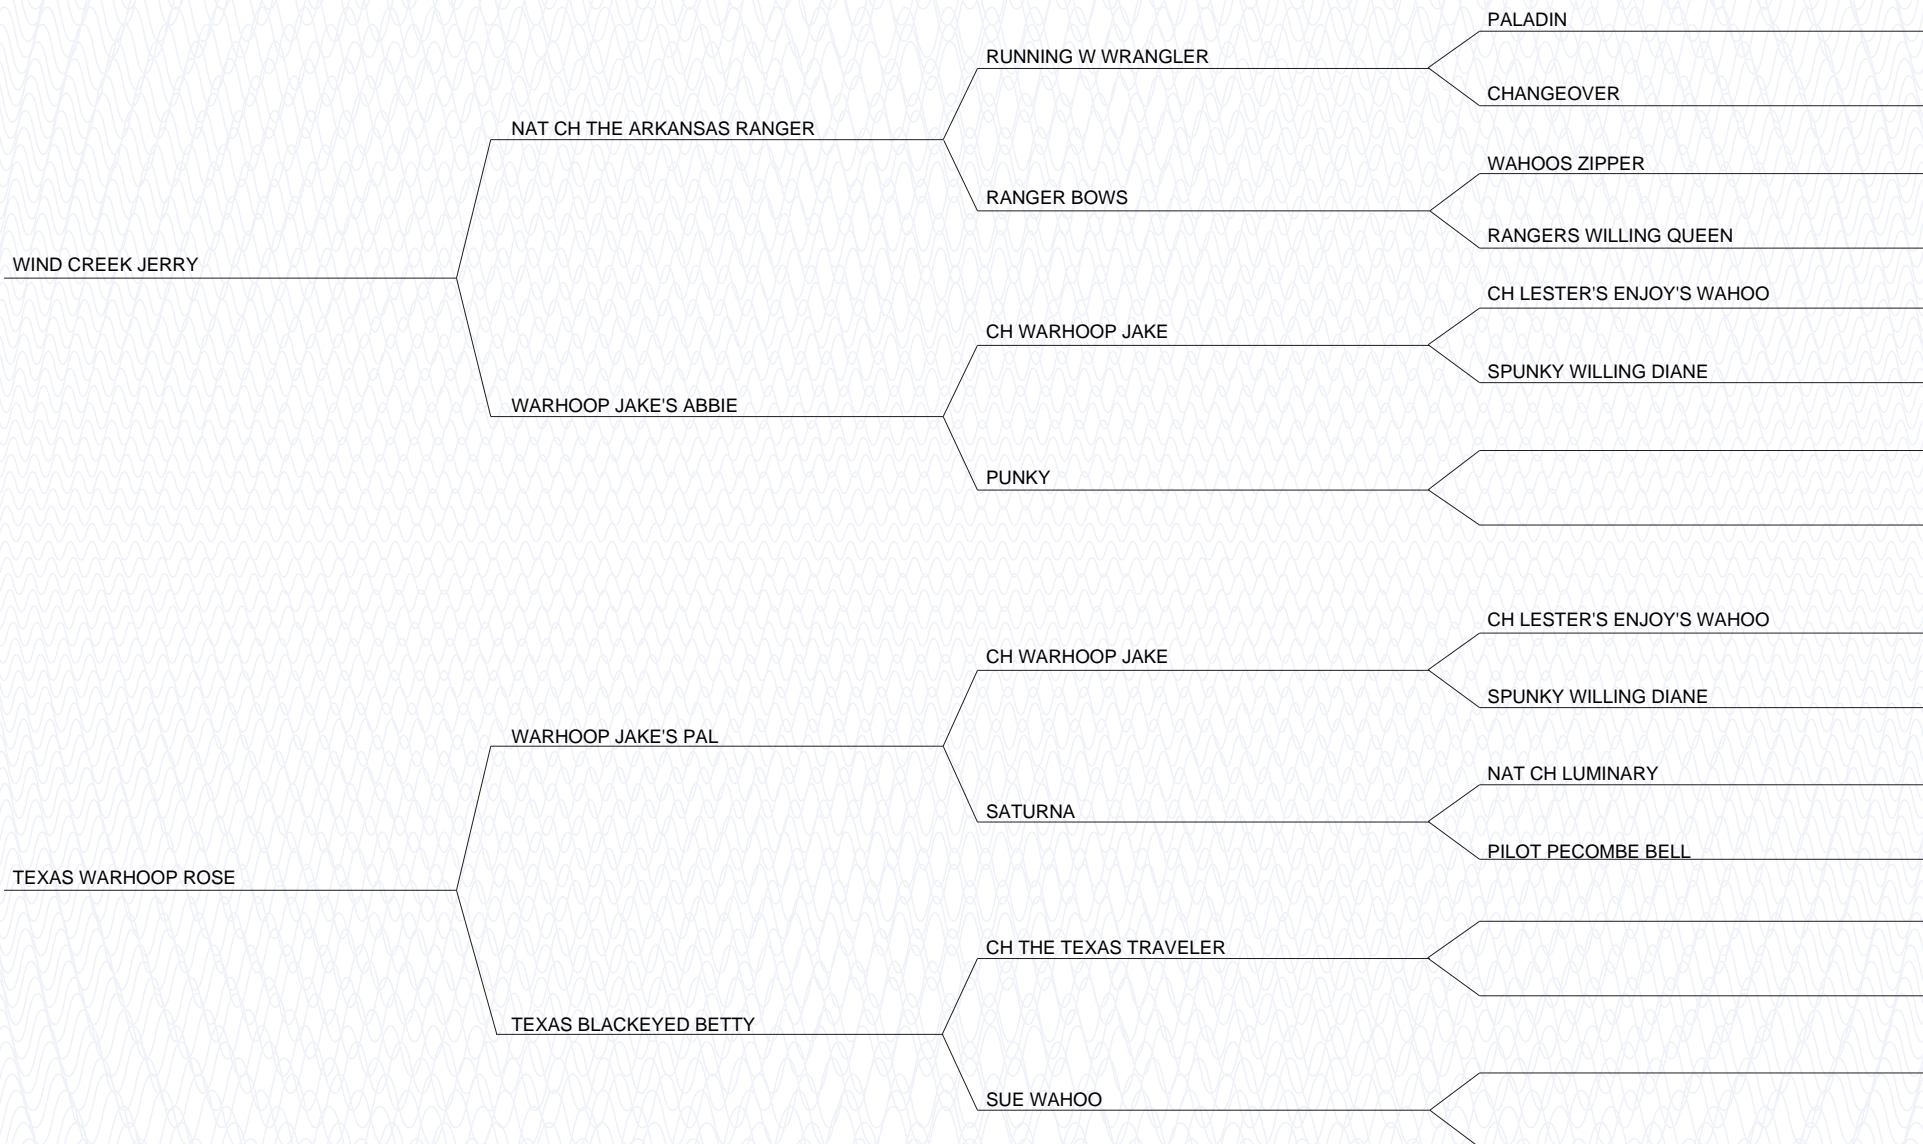 PALADIN
RUNNING W WRANGLER
CHANGEOVER
NAT CH THE ARKANSAS RANGER
WAHOOS ZIPPER
RANGER BOWS
RANGERS WILLING QUEEN
WIND CREEK JERRY
CH LESTER'S ENJOY'S WAHOO
CH WARHOOP JAKE
SPUNKY WILLING DIANE
WARHOOP JAKE'S ABBIE
PUNKY
CH LESTER'S ENJOY'S WAHOO
CH WARHOOP JAKE
SPUNKY WILLING DIANE
WARHOOP JAKE'S PAL
NAT CH LUMINARY
SATURNA
PILOT PECOMBE BELL
TEXAS WARHOOP ROSE
CH THE TEXAS TRAVELER
TEXAS BLACKEYED BETTY
SUE WAHOO